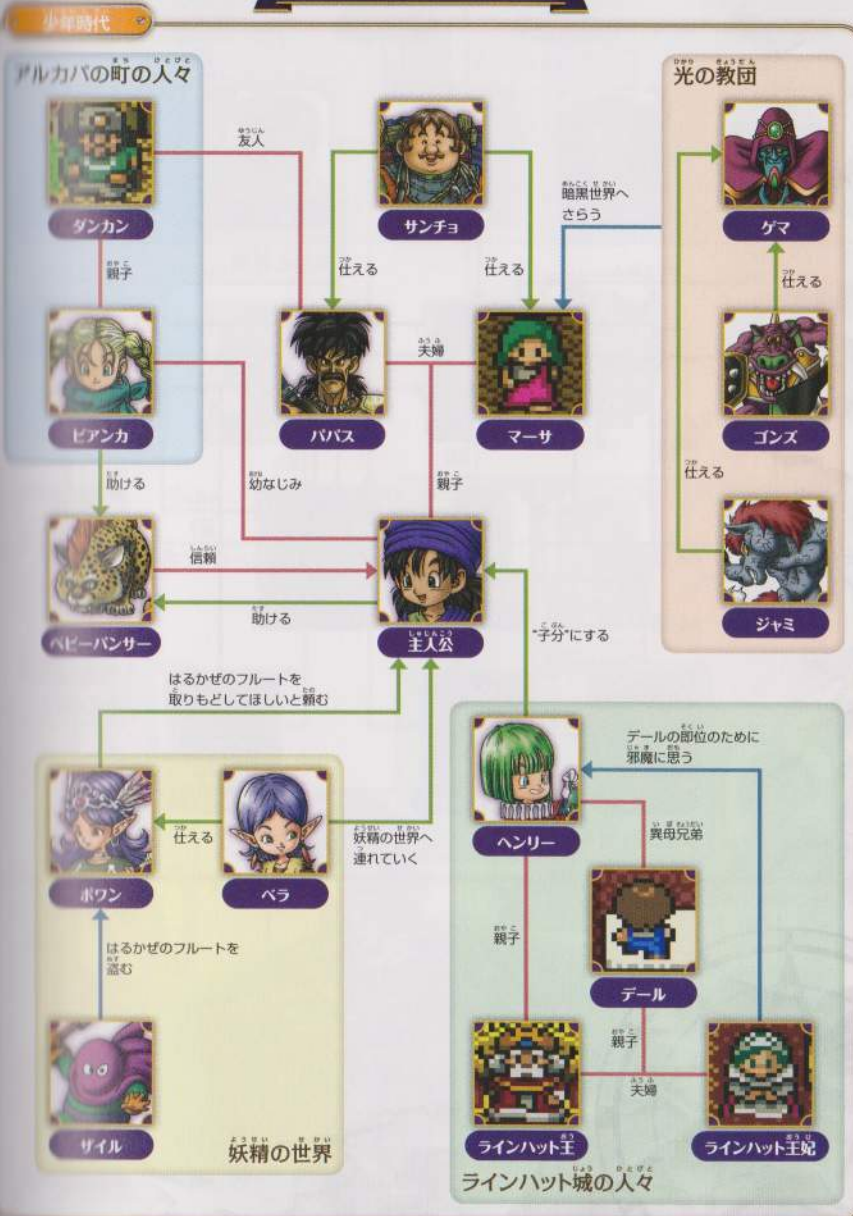 少年時代
アルカパの町の人々
光の教団
友人
暗黒世界へ
さらう
ダンカン
サンチョ
ゲマ
親子
仕える
仕える
仕える
夫婦
ビアンカ
パパス
マーサ
ゴンズ
助ける
幼なじみ
親子
仕える
信頼
助ける
ベビーパンサー
主人公
"子分"にする
ジャミ
はるかぜのフルートを
取りもどしてほしいと頼む
デールの即位のために
邪魔に思う
仕える
妖精の世界へ
連れていく
ヘンリー
異母兄弟
ポワン
ベラ
親子
はるかぜのフルートを
盗む
デール
親子
夫婦
ザイル
妖精の世界
ラインハット王
ラインハット王妃
ラインハット城の人々